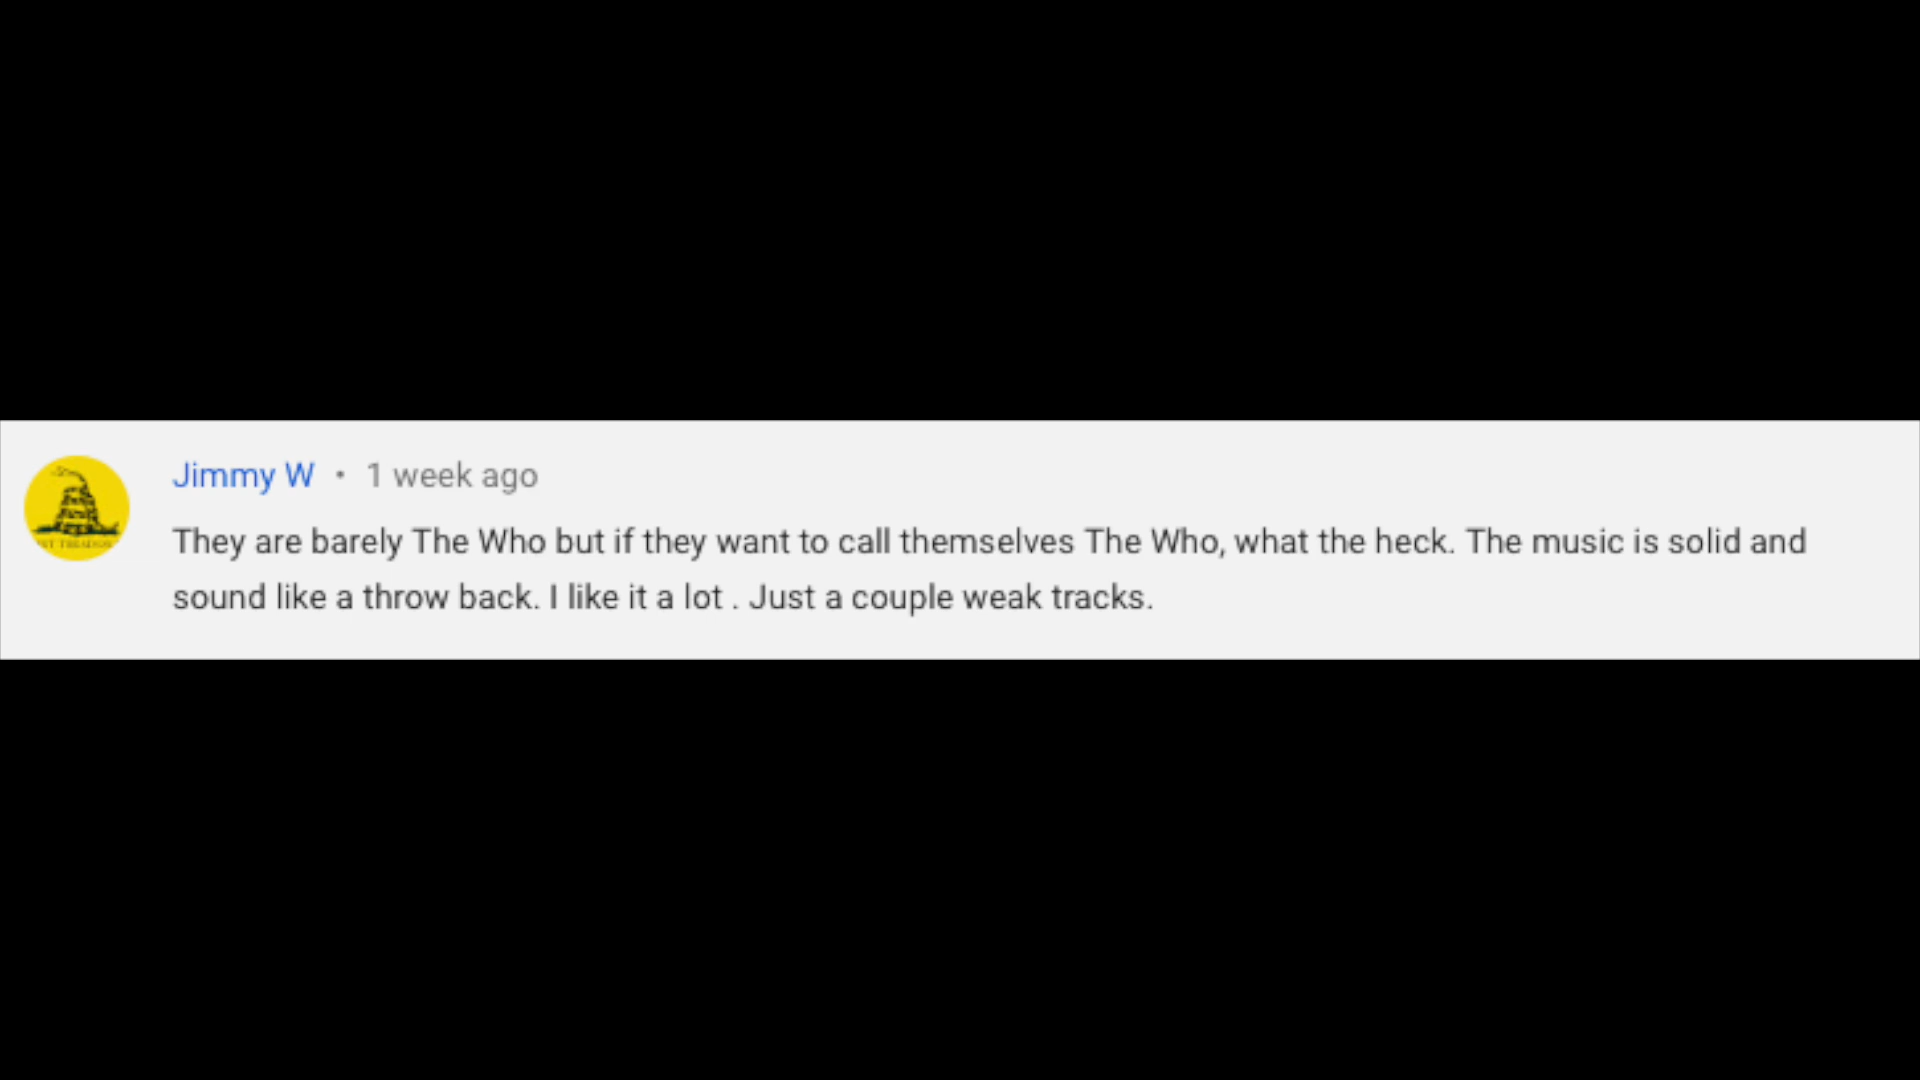 Jimmy W • 1 week ago
They are barely The Who but if they want to call themselves The Who, what the heck. The music is solid and
sound like a throw back. I like it a lot . Just a couple weak tracks.